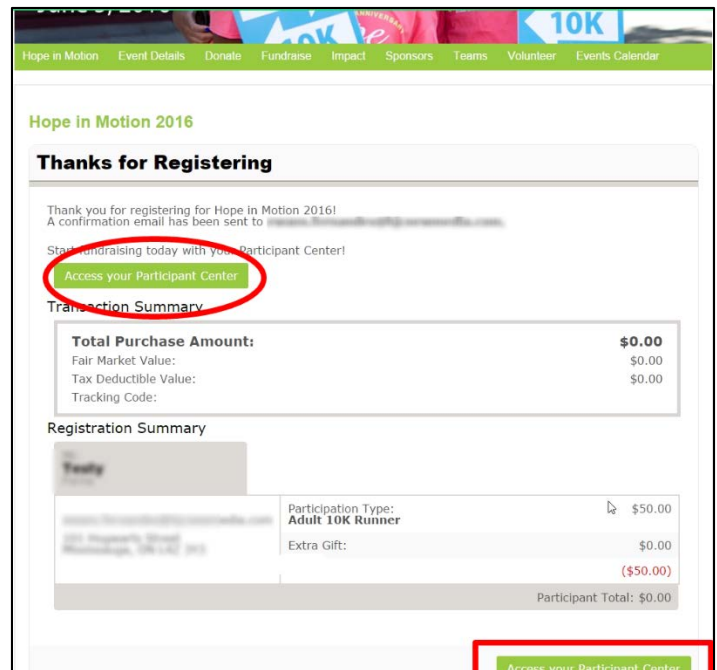 10K
10K
ANNIVERSARY
Hope in Motion Event Details Donate Fundraise Impact Sponsors Teams Volunteer Events Calendar
Hope in Motion 2016
Thanks for Registering
Thank you for registering for Hope in Motion 2016!
A confirmation email has been sent to
Start fundraising today with your Participant Center!
Access your Participant Center
Transaction Summary
Total Purchase Amount: $0.00
Fair Market Value: $0.00
Tax Deductible Value: $0.00
Tracking Code:
Registration Summary
Participation Type: $50.00
Adult 10K Runner
Extra Gift: $0.00
($50.00)
Participant Total: $0.00
Access your Participant Center